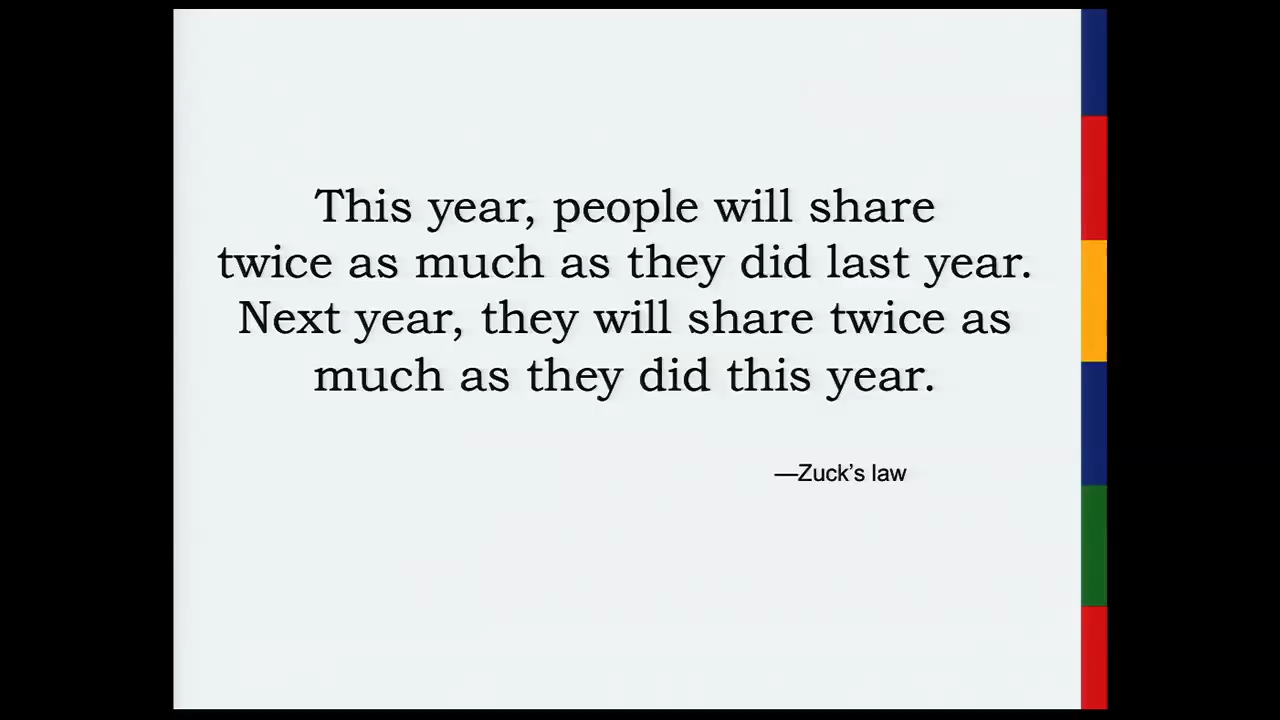 This year, people will share
twice as much as they did last year.
Next year, they will share twice as
much as they did this year.
—Zuck’s law